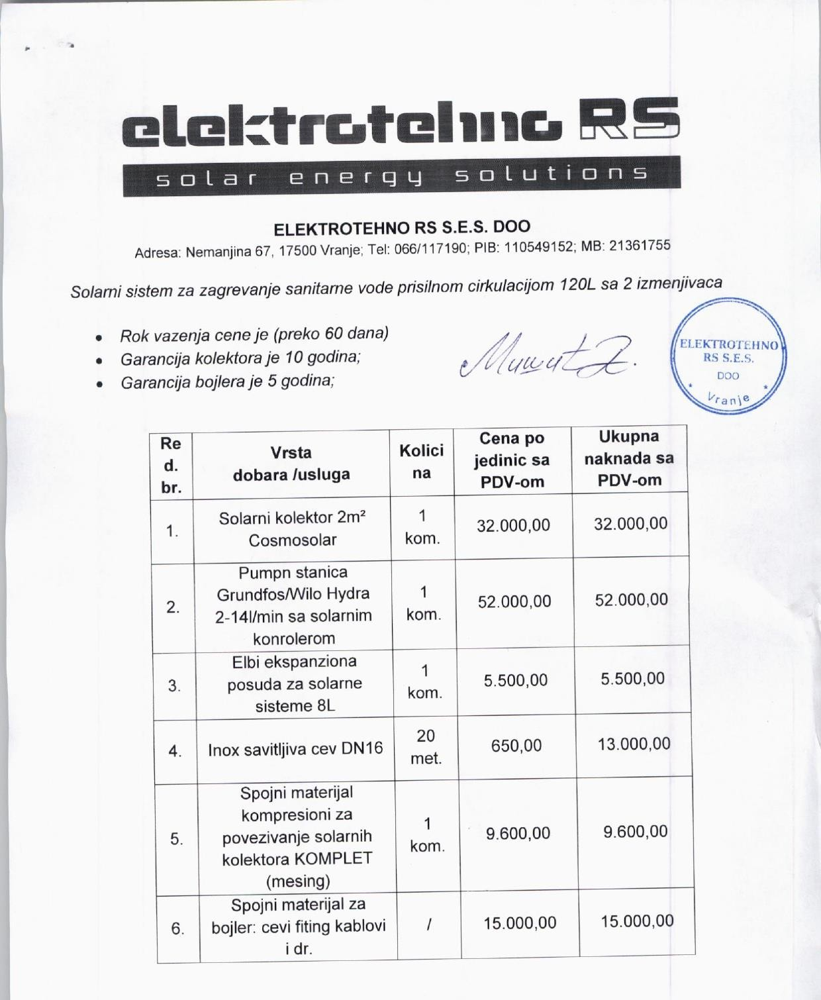 elektrotehno RS
solar energy solutions
ELEKTROTEHNO RS S.E.S. DOO
Adresa: Nemanjina 67, 17500 Vranje; Tel: 066/117190; PIB: 110549152; MB: 21361755
Solarni sistem za zagrevanje sanitarne vode prisilnom cirkulacijom 120L sa 2 izmenjivaca
• Rok vazenja cene je (preko 60 dana)
• Garancija kolektora je 10 godina;
• Garancija bojlera je 5 godina;
ELEKTROTEHNO
RS S.E.S.
DOO
* Vranje *
Re
d.
br.
Vrsta
dobara /usluga
Kolici
na
Cena po
jedinic sa
PDV-om
Ukupna
naknada sa
PDV-om
1.
Solarni kolektor 2m²
Cosmosolar
1
kom.
32.000,00
32.000,00
2.
Pumpn stanica
Grundfos/Wilo Hydra
2-14l/min sa solarnim
konrolerom
1
kom.
52.000,00
52.000,00
3.
Elbi ekspanziona
posuda za solarne
sisteme 8L
1
kom.
5.500,00
5.500,00
4.
Inox savitljiva cev DN16
20
met.
650,00
13.000,00
5.
Spojni materijal
kompresioni za
povezivanje solarnih
kolektora KOMPLET
(mesing)
1
kom.
9.600,00
9.600,00
6.
Spojni materijal za
bojler: cevi fiting kablovi
i dr.
/
15.000,00
15.000,00